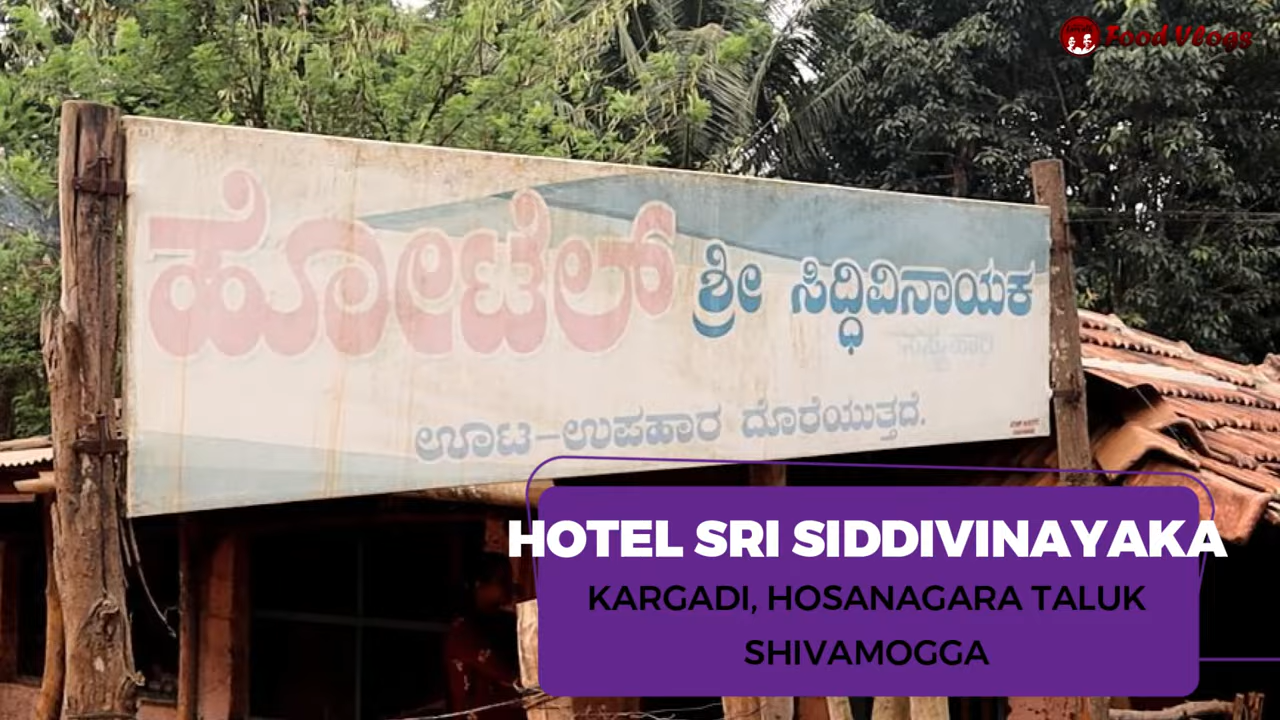 Food Vlogs
ಹೋಟೆಲ್ ಶ್ರೀ ಸಿದ್ಧಿವಿನಾಯಕ
ಊಟ-ಉಪಹಾರ ದೊರೆಯುತ್ತದೆ.
HOTEL SRI SIDDIVINAYAKA
KARGADI, HOSANAGARA TALUK
SHIVAMOGGA